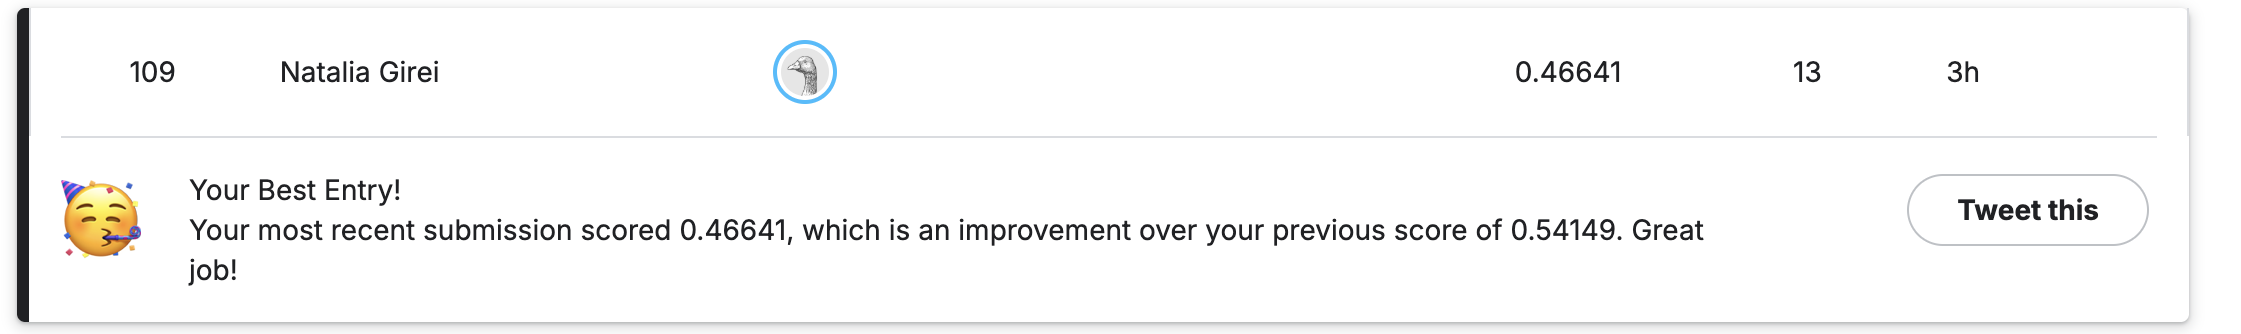 109 Natalia Girei 0.46641 13 3h
Your Best Entry!
Your most recent submission scored 0.46641, which is an improvement over your previous score of 0.54149. Great
job!
Tweet this